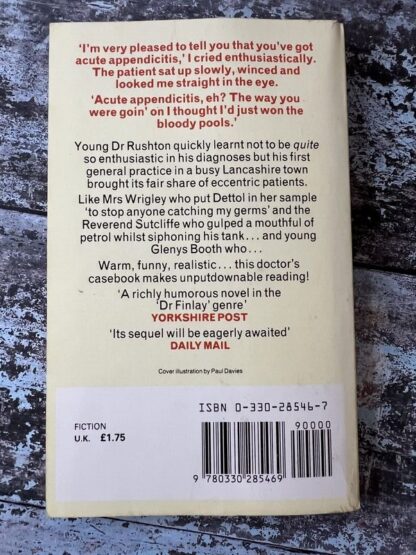 ‘I’m very pleased to tell you that you’ve got
acute appendicitis,’ I cried enthusiastically.
The patient sat up slowly, winced and
looked me straight in the eye.
‘Acute appendicitis, eh? The way you
were goin’ on I thought I’d just won the
bloody pools.’
Young Dr Rushton quickly learnt not to be quite
so enthusiastic in his diagnoses but his first
general practice in a busy Lancashire town
brought its fair share of eccentric patients.
Like Mrs Wrigley who put Dettol in her sample
‘to stop anyone catching my germs’ and the
Reverend Sutcliffe who gulped a mouthful of
petrol whilst siphoning his tank . . . and young
Glenys Booth who . . .
Warm, funny, realistic . . . this doctor’s
casebook makes unputdownable reading!
‘A richly humorous novel in the
‘Dr Finlay’ genre’
YORKSHIRE POST
‘Its sequel will be eagerly awaited’
DAILY MAIL
Cover illustration by Paul Davies
ISBN 0-330-28546-7
90000
FICTION
U.K. £1.75
9 780330 285469